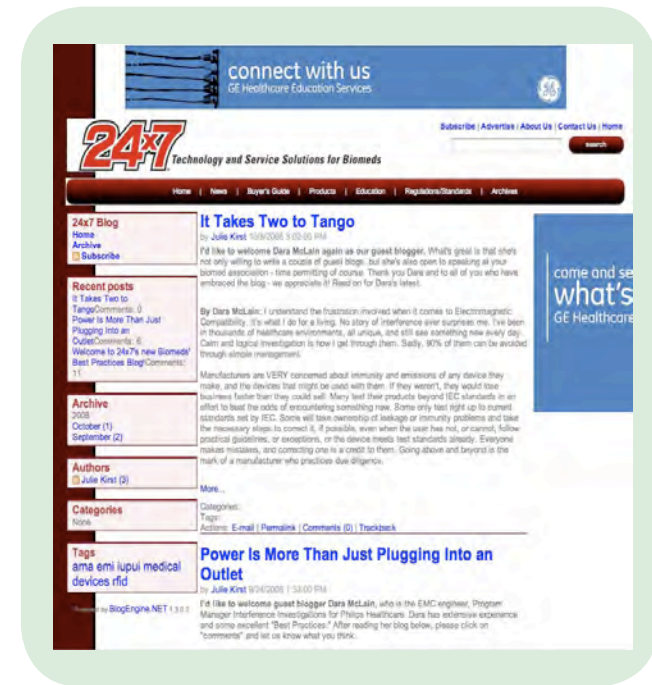 connect with us
GE Healthcare Education Services
Subscribe | Advertise | About Us | Contact Us | Home
24x7
Technology and Service Solutions for Biomeds
search
Home | News | Buyer's Guide | Products | Education | Regulations/Standards | Archives
24x7 Blog
Home
Archive
Subscribe
Recent posts
It Takes Two to
TangoComments: 0
Power Is More Than Just
Plugging Into an
OutletComments: 6
Welcome to 24x7's new Biomeds'
Best Practices Blog!Comments:
11
Archive
2008
October (1)
September (2)
Authors
Julie Kirst (3)
Categories
None
Tags
ama emi iupui medical
devices rfid
Powered by BlogEngine.NET
It Takes Two to Tango
by Julie Kirst 10/8/2008 9:00:00 PM
I'd like to welcome Dara McLain again as our guest blogger. What's great is that she's
not only willing to write a couple of guest blogs, but she's also open to speaking at your
biomed association - time permitting of course. Thank you Dara and to all of you who have
embraced the blog - we appreciate it! Read on for Dara's latest.
By Dara McLain: I understand the frustration involved when it comes to Electromagnetic
Compatibility. It's what I do for a living. No story of interference ever surprises me. I've been
in thousands of healthcare environments, all unique, and still see something new every day.
Calm and logical investigation is how I get through them. Sadly, 90% of them can be avoided
through simple management.
Manufacturers are VERY concerned about immunity and emissions of any device they
make, and the devices that might be used with them. If they weren't, they would lose
business faster than they could sell. Many test their products beyond IEC standards in an
effort to beat the odds of encountering something new. Some only test right up to current
standards set by IEC. Some will take ownership of leakage or immunity problems and take
the necessary steps to correct it, if possible, even when the user has not, or cannot, follow
practical guidelines, or exceptions, or the device meets test standards already. Everyone
makes mistakes, and correcting one is a credit to them. Going above and beyond is the
mark of a manufacturer who practices due diligence.
More...
Categories:
Tags:
Actions: E-mail | Permalink | Comments (0) | Trackback
Power Is More Than Just Plugging Into an
Outlet
by Julie Kirst 9/24/2008 1:53:00 PM
I'd like to welcome guest blogger Dara McLain, who is the EMC engineer, Program
Manager Interference Investigations for Philips Healthcare. Dara has extensive experience
and some excellent "Best Practices." After reading her blog below, please click on
"comments" and let us know what you think.
come and se
what's
GE Healthcare